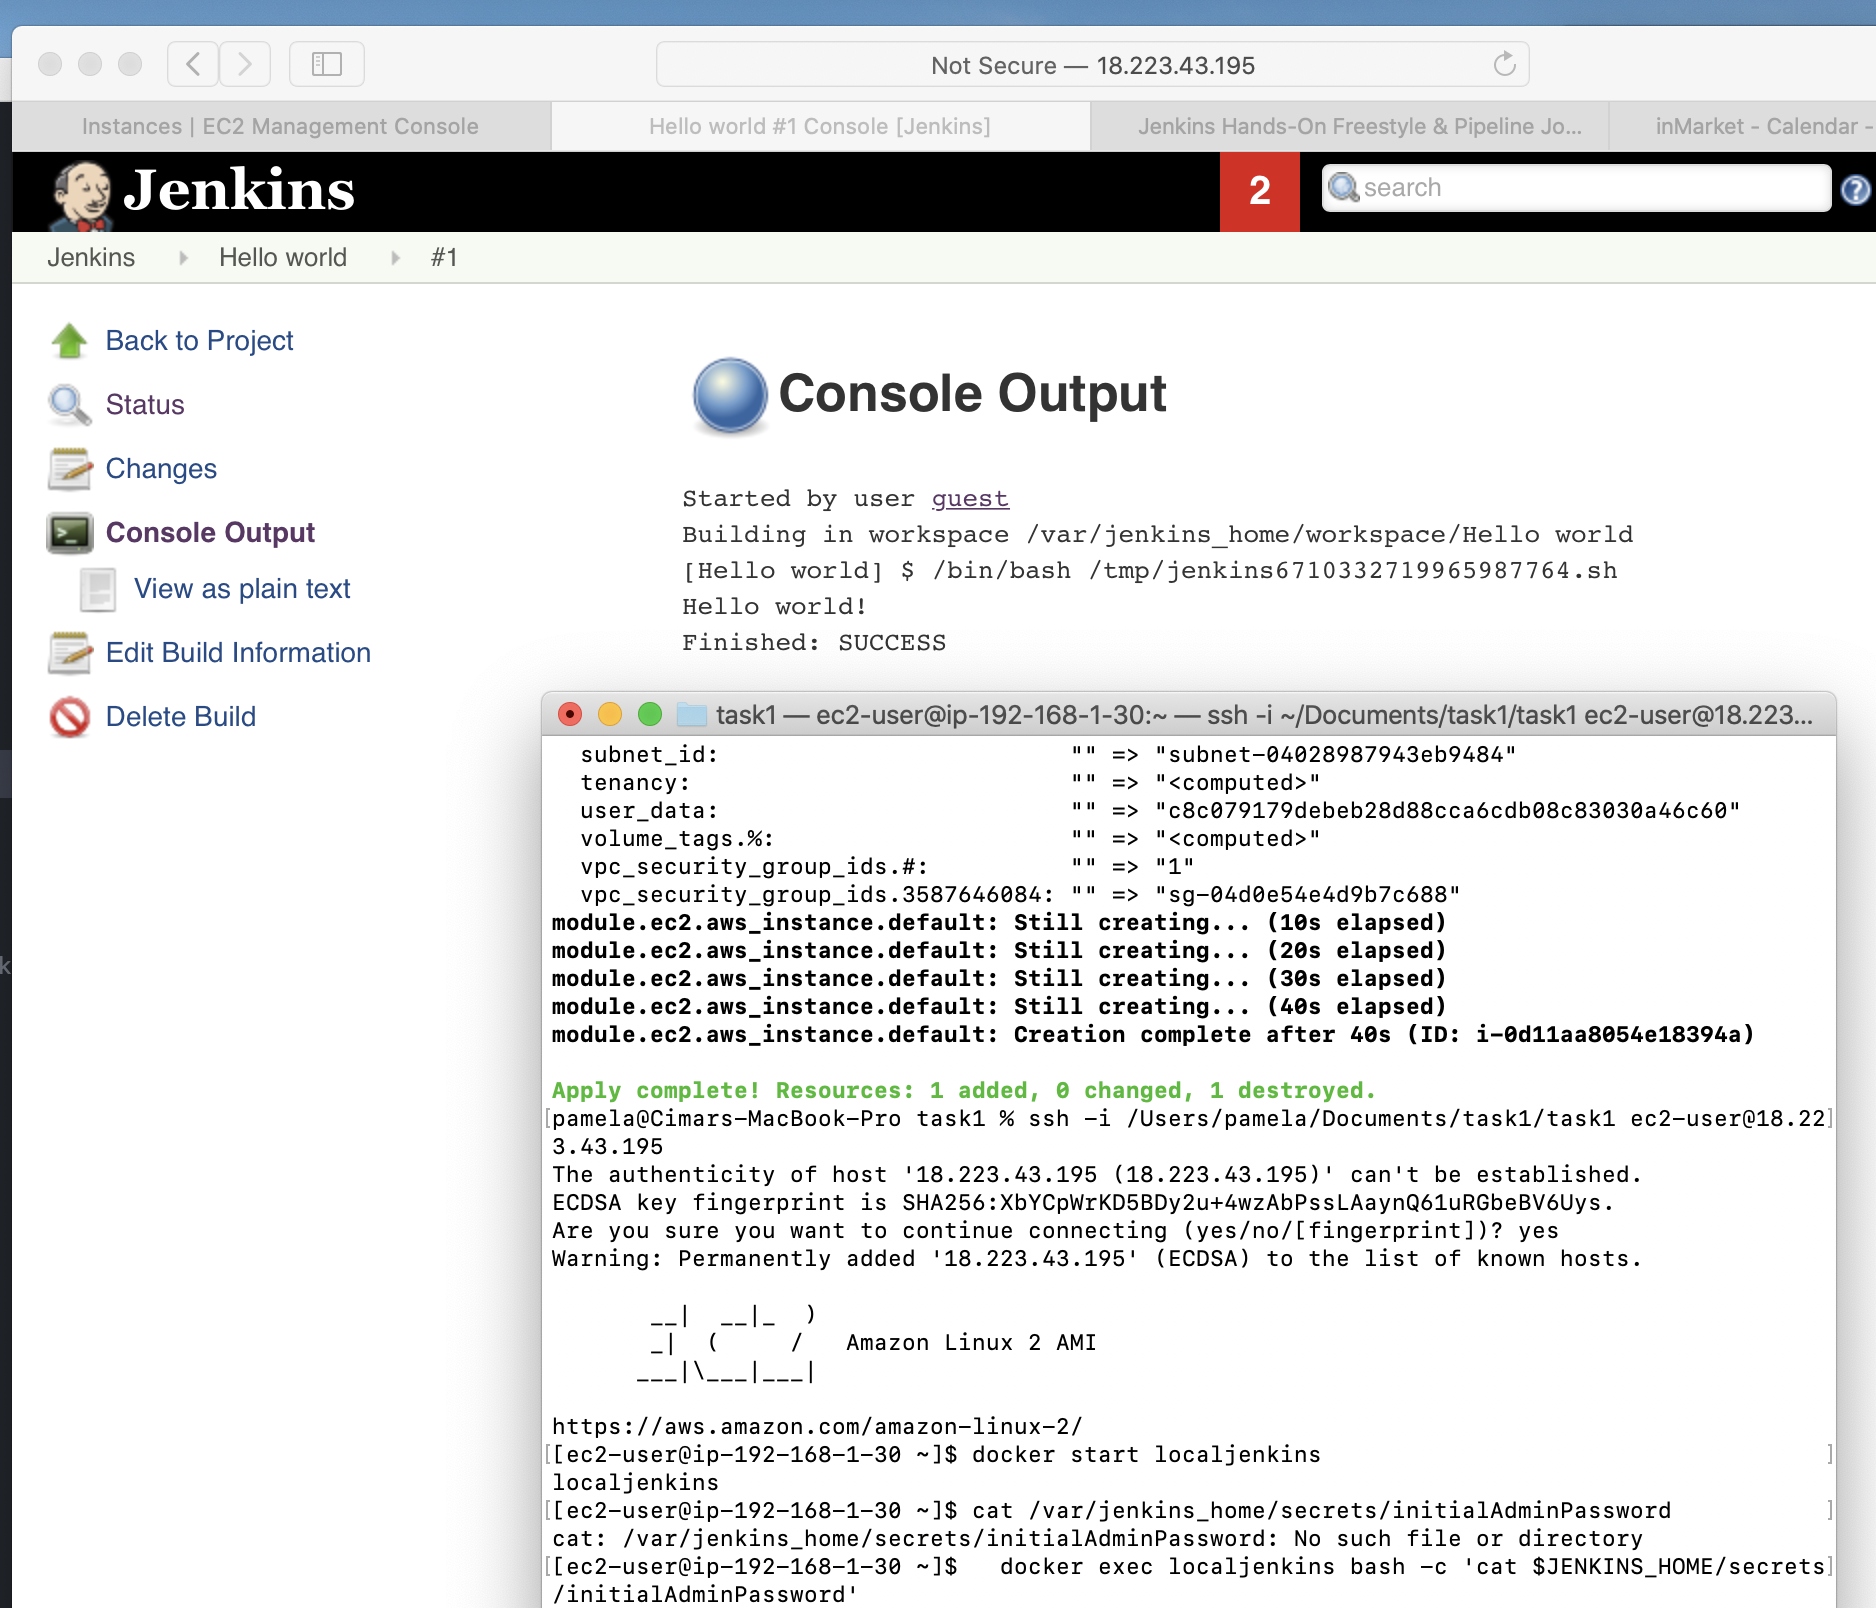 Not Secure — 18.223.43.195
Instances | EC2 Management Console
Hello world #1 Console [Jenkins]
Jenkins Hands-On Freestyle & Pipeline Jo...
inMarket - Calendar -
Jenkins
2
search
?
Jenkins
Hello world
#1
Back to Project
Status
Changes
Console Output
View as plain text
Edit Build Information
Delete Build
Console Output
Started by user guest
Building in workspace /var/jenkins_home/workspace/Hello world
[Hello world] $ /bin/bash /tmp/jenkins6710332719965987764.sh
Hello world!
Finished: SUCCESS
task1 — ec2-user@ip-192-168-1-30:~ — ssh -i ~/Documents/task1/task1 ec2-user@18.223...
subnet_id: "" => "subnet-04028987943eb9484"
tenancy: "" => "<computed>"
user_data: "" => "c8c079179debeb28d88cca6cdb08c83030a46c60"
volume_tags.%: "" => "<computed>"
vpc_security_group_ids.#: "" => "1"
vpc_security_group_ids.3587646084: "" => "sg-04d0e54e4d9b7c688"
module.ec2.aws_instance.default: Still creating... (10s elapsed)
module.ec2.aws_instance.default: Still creating... (20s elapsed)
module.ec2.aws_instance.default: Still creating... (30s elapsed)
module.ec2.aws_instance.default: Still creating... (40s elapsed)
module.ec2.aws_instance.default: Creation complete after 40s (ID: i-0d11aa8054e18394a)
Apply complete! Resources: 1 added, 0 changed, 1 destroyed.
[pamela@Cimars-MacBook-Pro task1 % ssh -i /Users/pamela/Documents/task1/task1 ec2-user@18.22]
3.43.195
The authenticity of host '18.223.43.195 (18.223.43.195)' can't be established.
ECDSA key fingerprint is SHA256:XbYCpWrKD5BDy2u+4wzAbPssLAaynQ61uRGbeBV6Uys.
Are you sure you want to continue connecting (yes/no/[fingerprint])? yes
Warning: Permanently added '18.223.43.195' (ECDSA) to the list of known hosts.
__|  __|_  )
_|  (     /   Amazon Linux 2 AMI
___|\___|___|
https://aws.amazon.com/amazon-linux-2/
[[ec2-user@ip-192-168-1-30 ~]$ docker start localjenkins ]
localjenkins
[[ec2-user@ip-192-168-1-30 ~]$ cat /var/jenkins_home/secrets/initialAdminPassword ]
cat: /var/jenkins_home/secrets/initialAdminPassword: No such file or directory
[[ec2-user@ip-192-168-1-30 ~]$   docker exec localjenkins bash -c 'cat $JENKINS_HOME/secrets]
/initialAdminPassword'
k